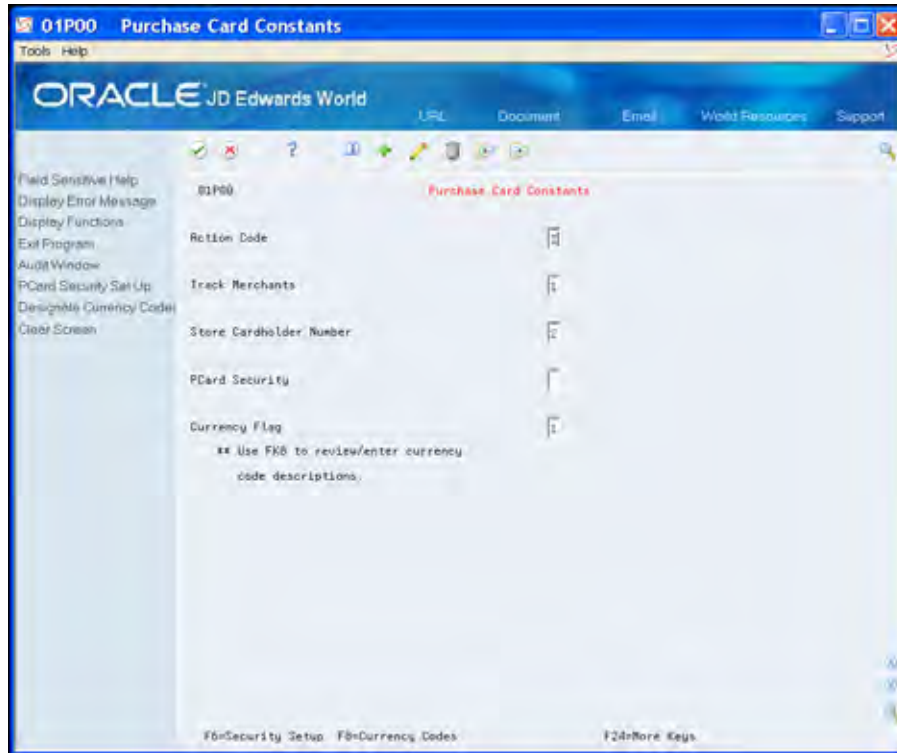 01P00 Purchase Card Constants
Tools Help
ORACLE JD Edwards World
URL Document Email World Resources Support
Field Sensitive Help
Display Error Message
Display Functions
Exit Program
Audit Window
PCard Security Set Up
Designate Currency Codes
Clear Screen
01P00 Purchase Card Constants
Action Code
Track Merchants 1
Store Cardholder Number 2
PCard Security
Currency Flag
** Use FK8 to review/enter currency
code descriptions.
F6=Security Setup F8=Currency Codes F24=More Keys